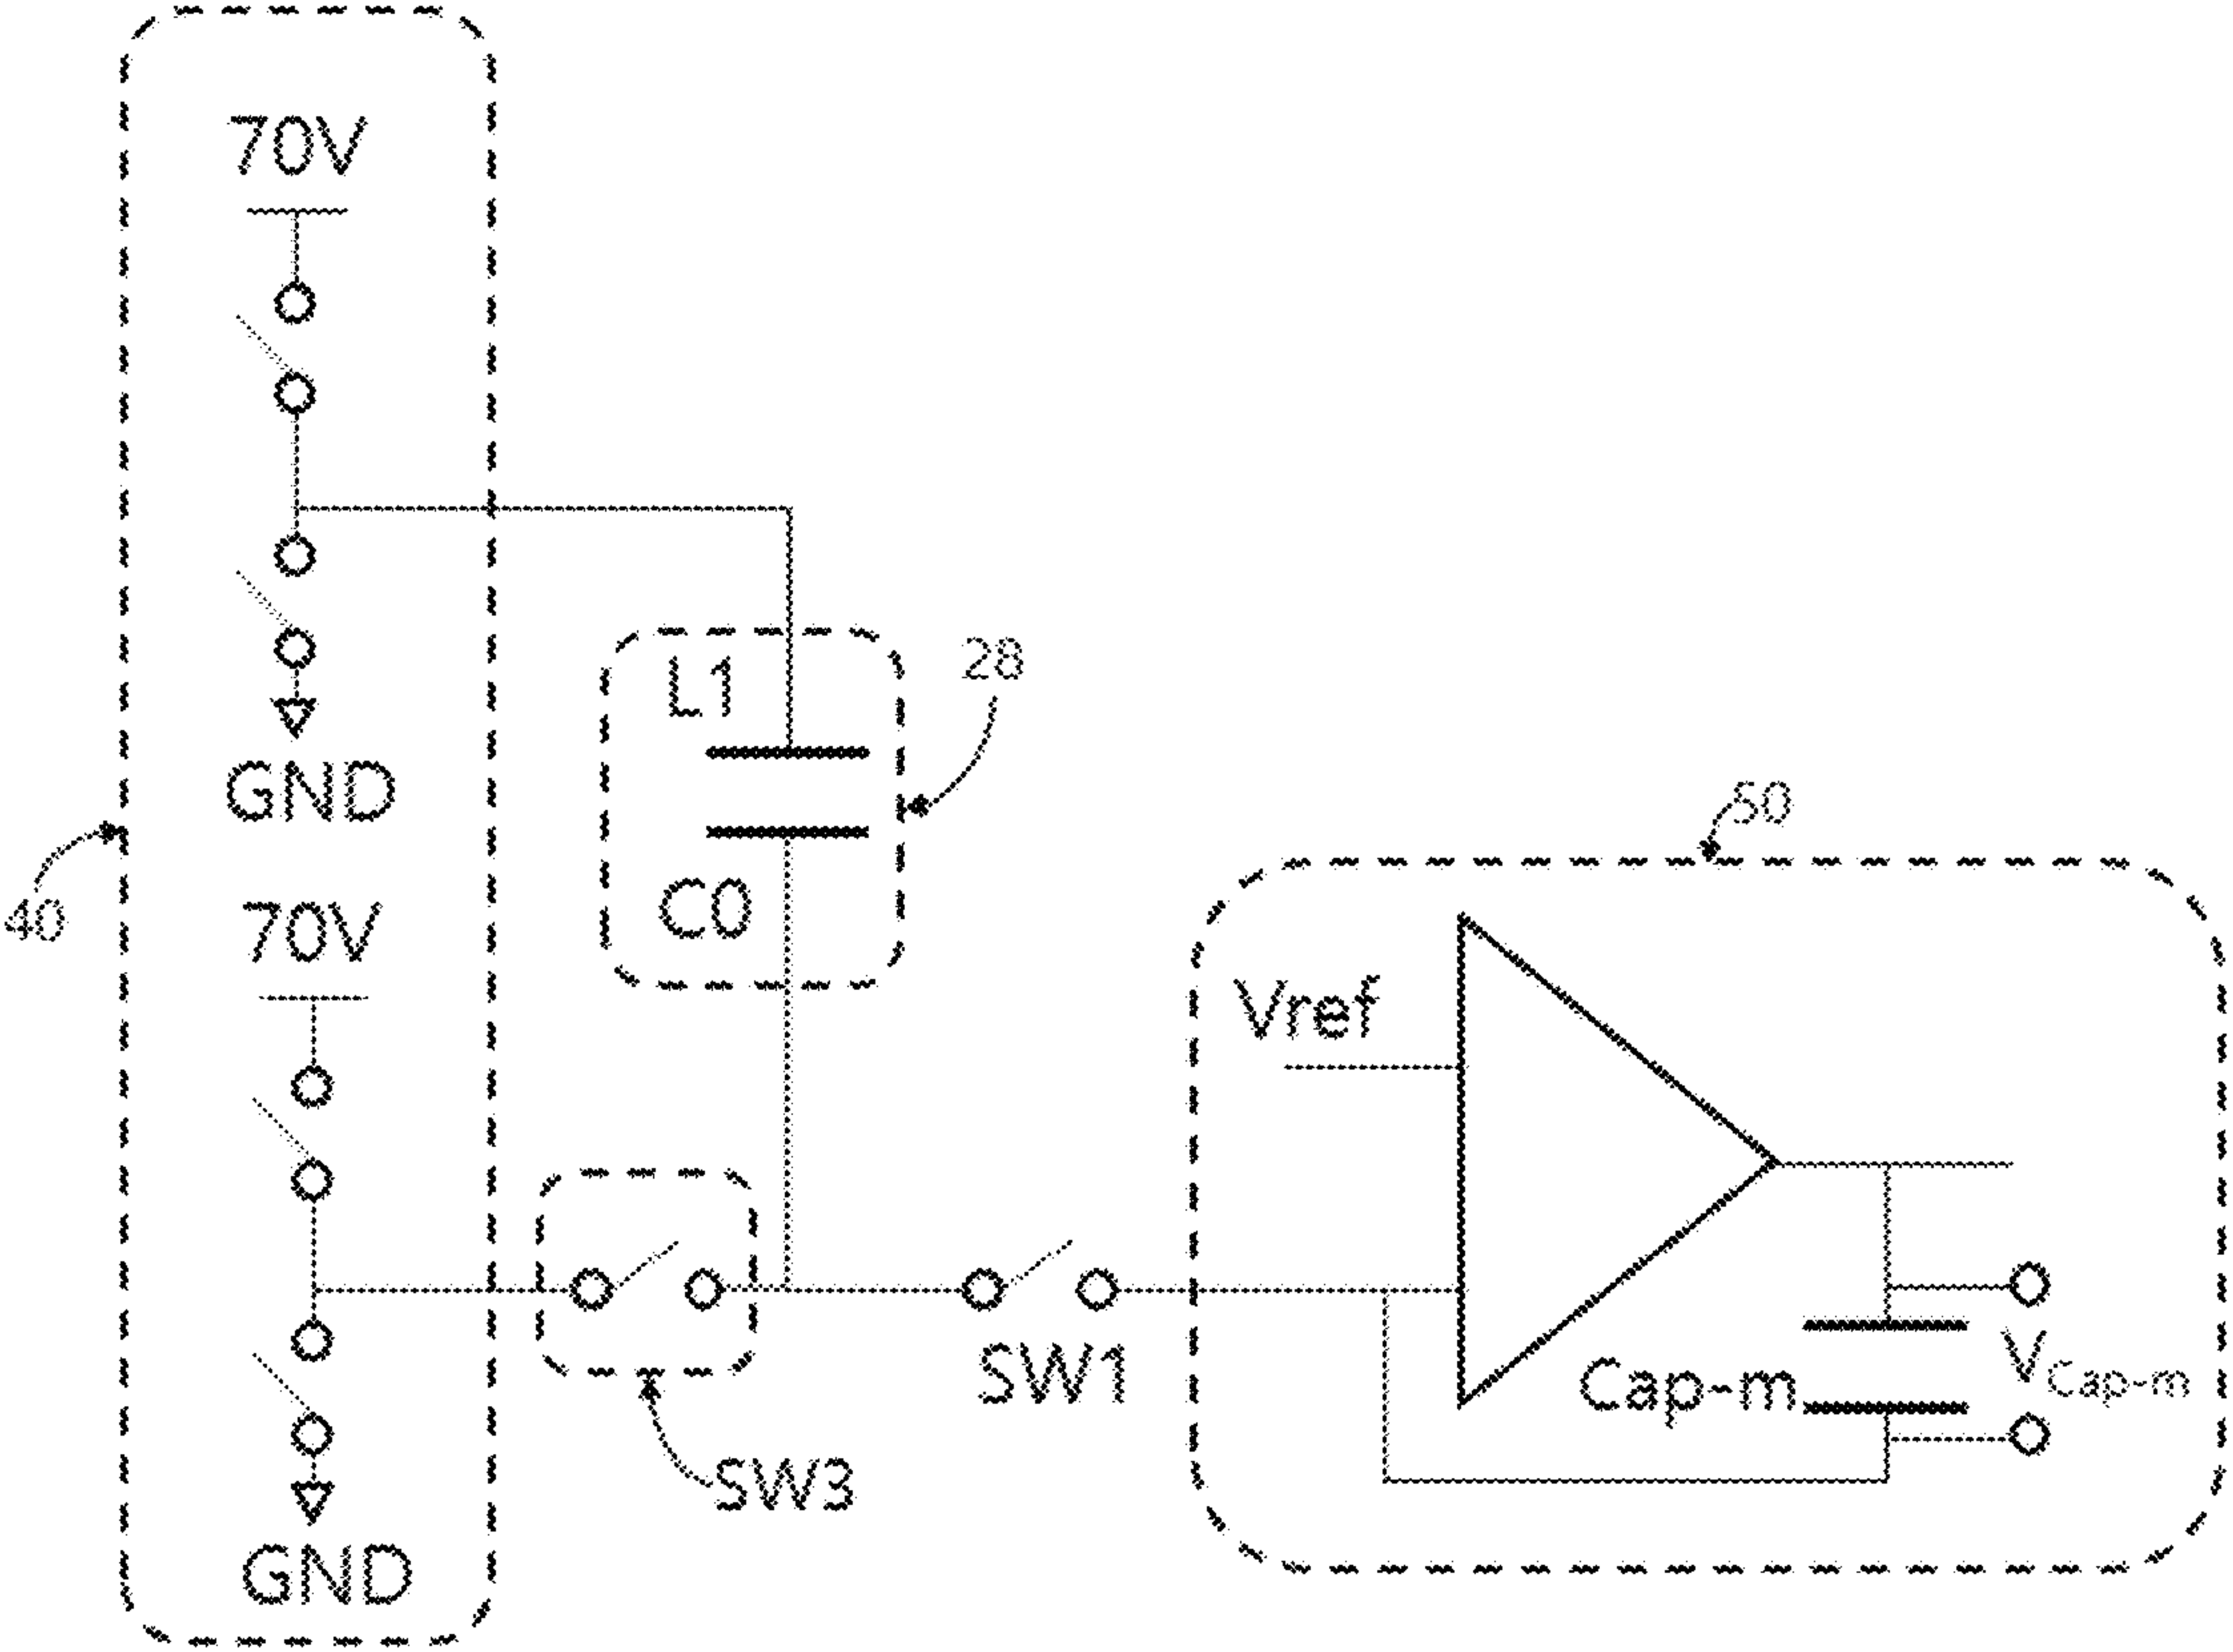 70V
GND
40
70V
GND
L1
C0
28
SW3
SW1
50
Vref
Cap-m
VCap-m